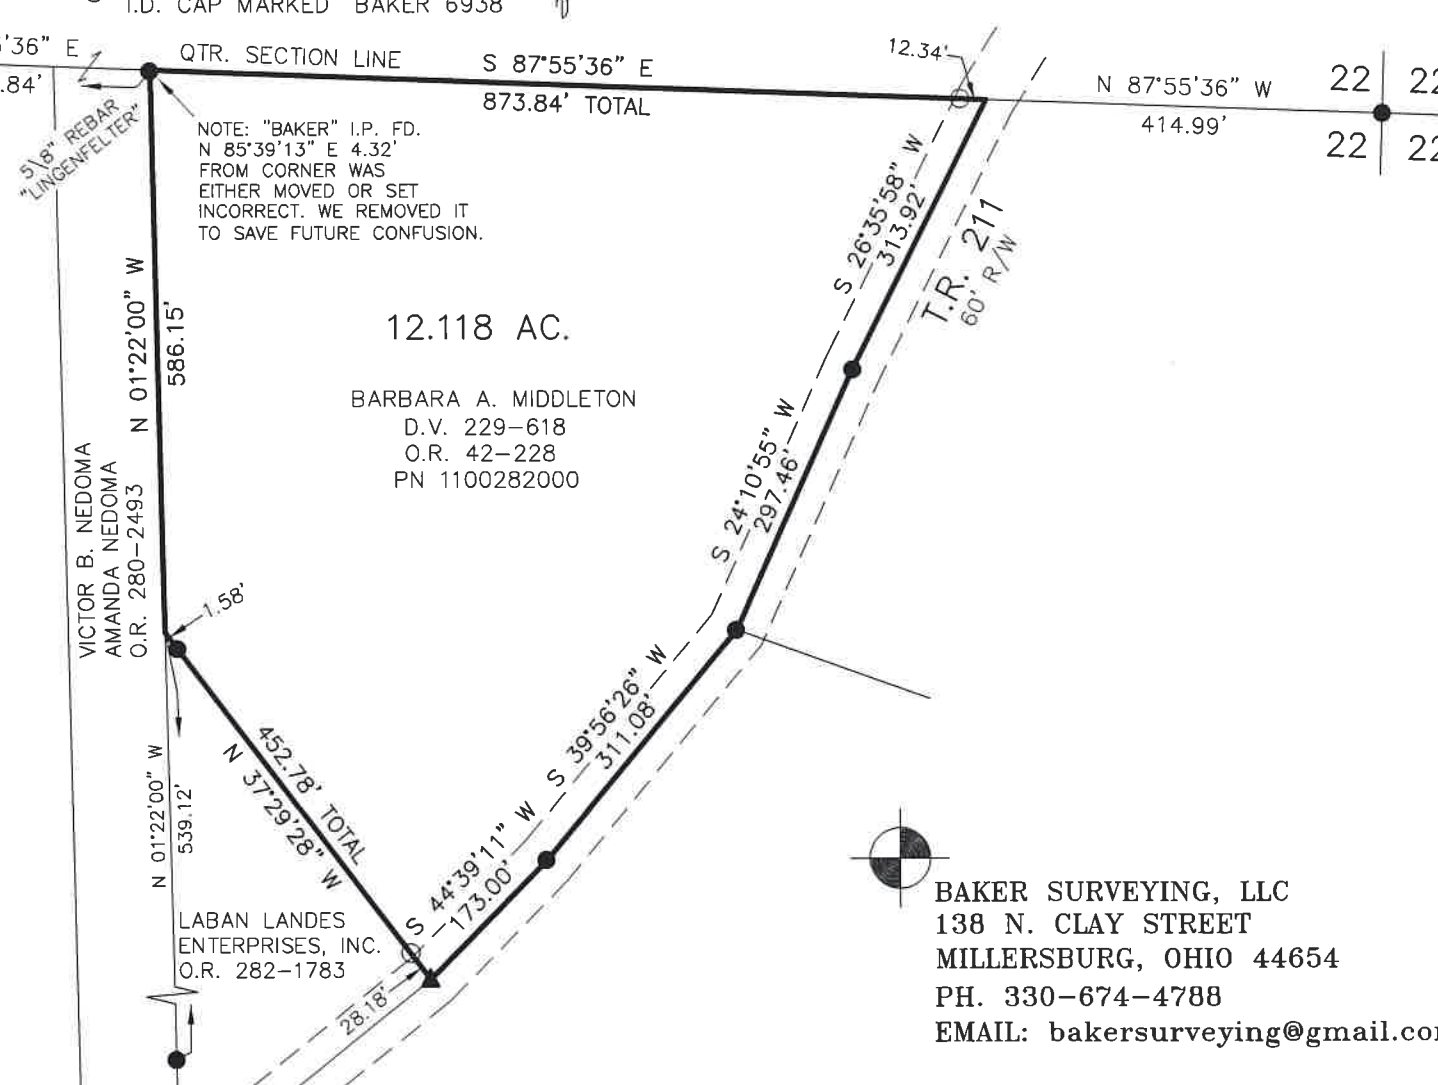 I.D. CAP MARKED BAKER 6938
36" E
.84'
QTR. SECTION LINE
S 87°55'36" E
873.84' TOTAL
12.34'
N 87°55'36" W
414.99'
22
22
22
22
5\8" REBAR
"LINGENFELTER"
NOTE: "BAKER" I.P. FD.
N 85°39'13" E 4.32'
FROM CORNER WAS
EITHER MOVED OR SET
INCORRECT. WE REMOVED IT
TO SAVE FUTURE CONFUSION.
S 26°35'58" W
313.92'
T.R. 211
60' R/W
N 01°22'00" W
586.15'
12.118 AC.
BARBARA A. MIDDLETON
D.V. 229-618
O.R. 42-228
PN 1100282000
S 24°10'55" W
297.46'
VICTOR B. NEDOMA
AMANDA NEDOMA
O.R. 280-2493
1.58'
S 39°56'26" W
311.08'
452.78' TOTAL
N 37°29'28" W
N 01°22'00" W
539.12'
S 44°39'11" W
173.00'
LABAN LANDES
ENTERPRISES, INC.
O.R. 282-1783
28.18'
BAKER SURVEYING, LLC
138 N. CLAY STREET
MILLERSBURG, OHIO 44654
PH. 330-674-4788
EMAIL: bakersurveying@gmail.co